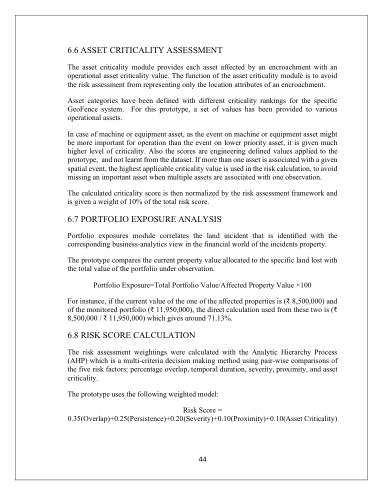 6.6 ASSET CRITICALITY ASSESSMENT
The asset criticality module provides each asset affected by an encroachment with an
operational asset criticality value. The function of the asset criticality module is to avoid
the risk assessment from representing only the location attributes of an encroachment.
Asset categories have been defined with different criticality rankings for the specific
GeoFence system. For this prototype, a set of values has been provided to various
operational assets.
In case of machine or equipment asset, as the event on machine or equipment asset might
be more important for operation than the event on lower priority asset, it is given much
higher level of criticality. Also the scores are engineering defined values applied to the
prototype, and not learnt from the dataset. If more than one asset is associated with a given
spatial event, the highest applicable criticality value is used in the risk calculation, to avoid
missing an important asset when multiple assets are associated with one observation.
The calculated criticality score is then normalized by the risk assessment framework and
is given a weight of 10% of the total risk score.
6.7 PORTFOLIO EXPOSURE ANALYSIS
Portfolio exposures module correlates the land incident that is identified with the
corresponding business-analytics view in the financial world of the incidents property.
The prototype compares the current property value allocated to the specific land lost with
the total value of the portfolio under observation.
Portfolio Exposure=Total Portfolio Value/Affected Property Value ×100
For instance, if the current value of the one of the affected properties is (₹ 8,500,000) and
of the monitored portfolio (₹ 11,950,000), the direct calculation used from these two is (₹
8,500,000 / ₹ 11,950,000) which gives around 71.13%.
6.8 RISK SCORE CALCULATION
The risk assessment weightings were calculated with the Analytic Hierarchy Process
(AHP) which is a multi-criteria decision making method using pair-wise comparisons of
the five risk factors: percentage overlap, temporal duration, severity, proximity, and asset
criticality.
The prototype uses the following weighted model:
Risk Score =
0.35(Overlap)+0.25(Persistence)+0.20(Severity)+0.10(Proximity)+0.10(Asset Criticality)
44